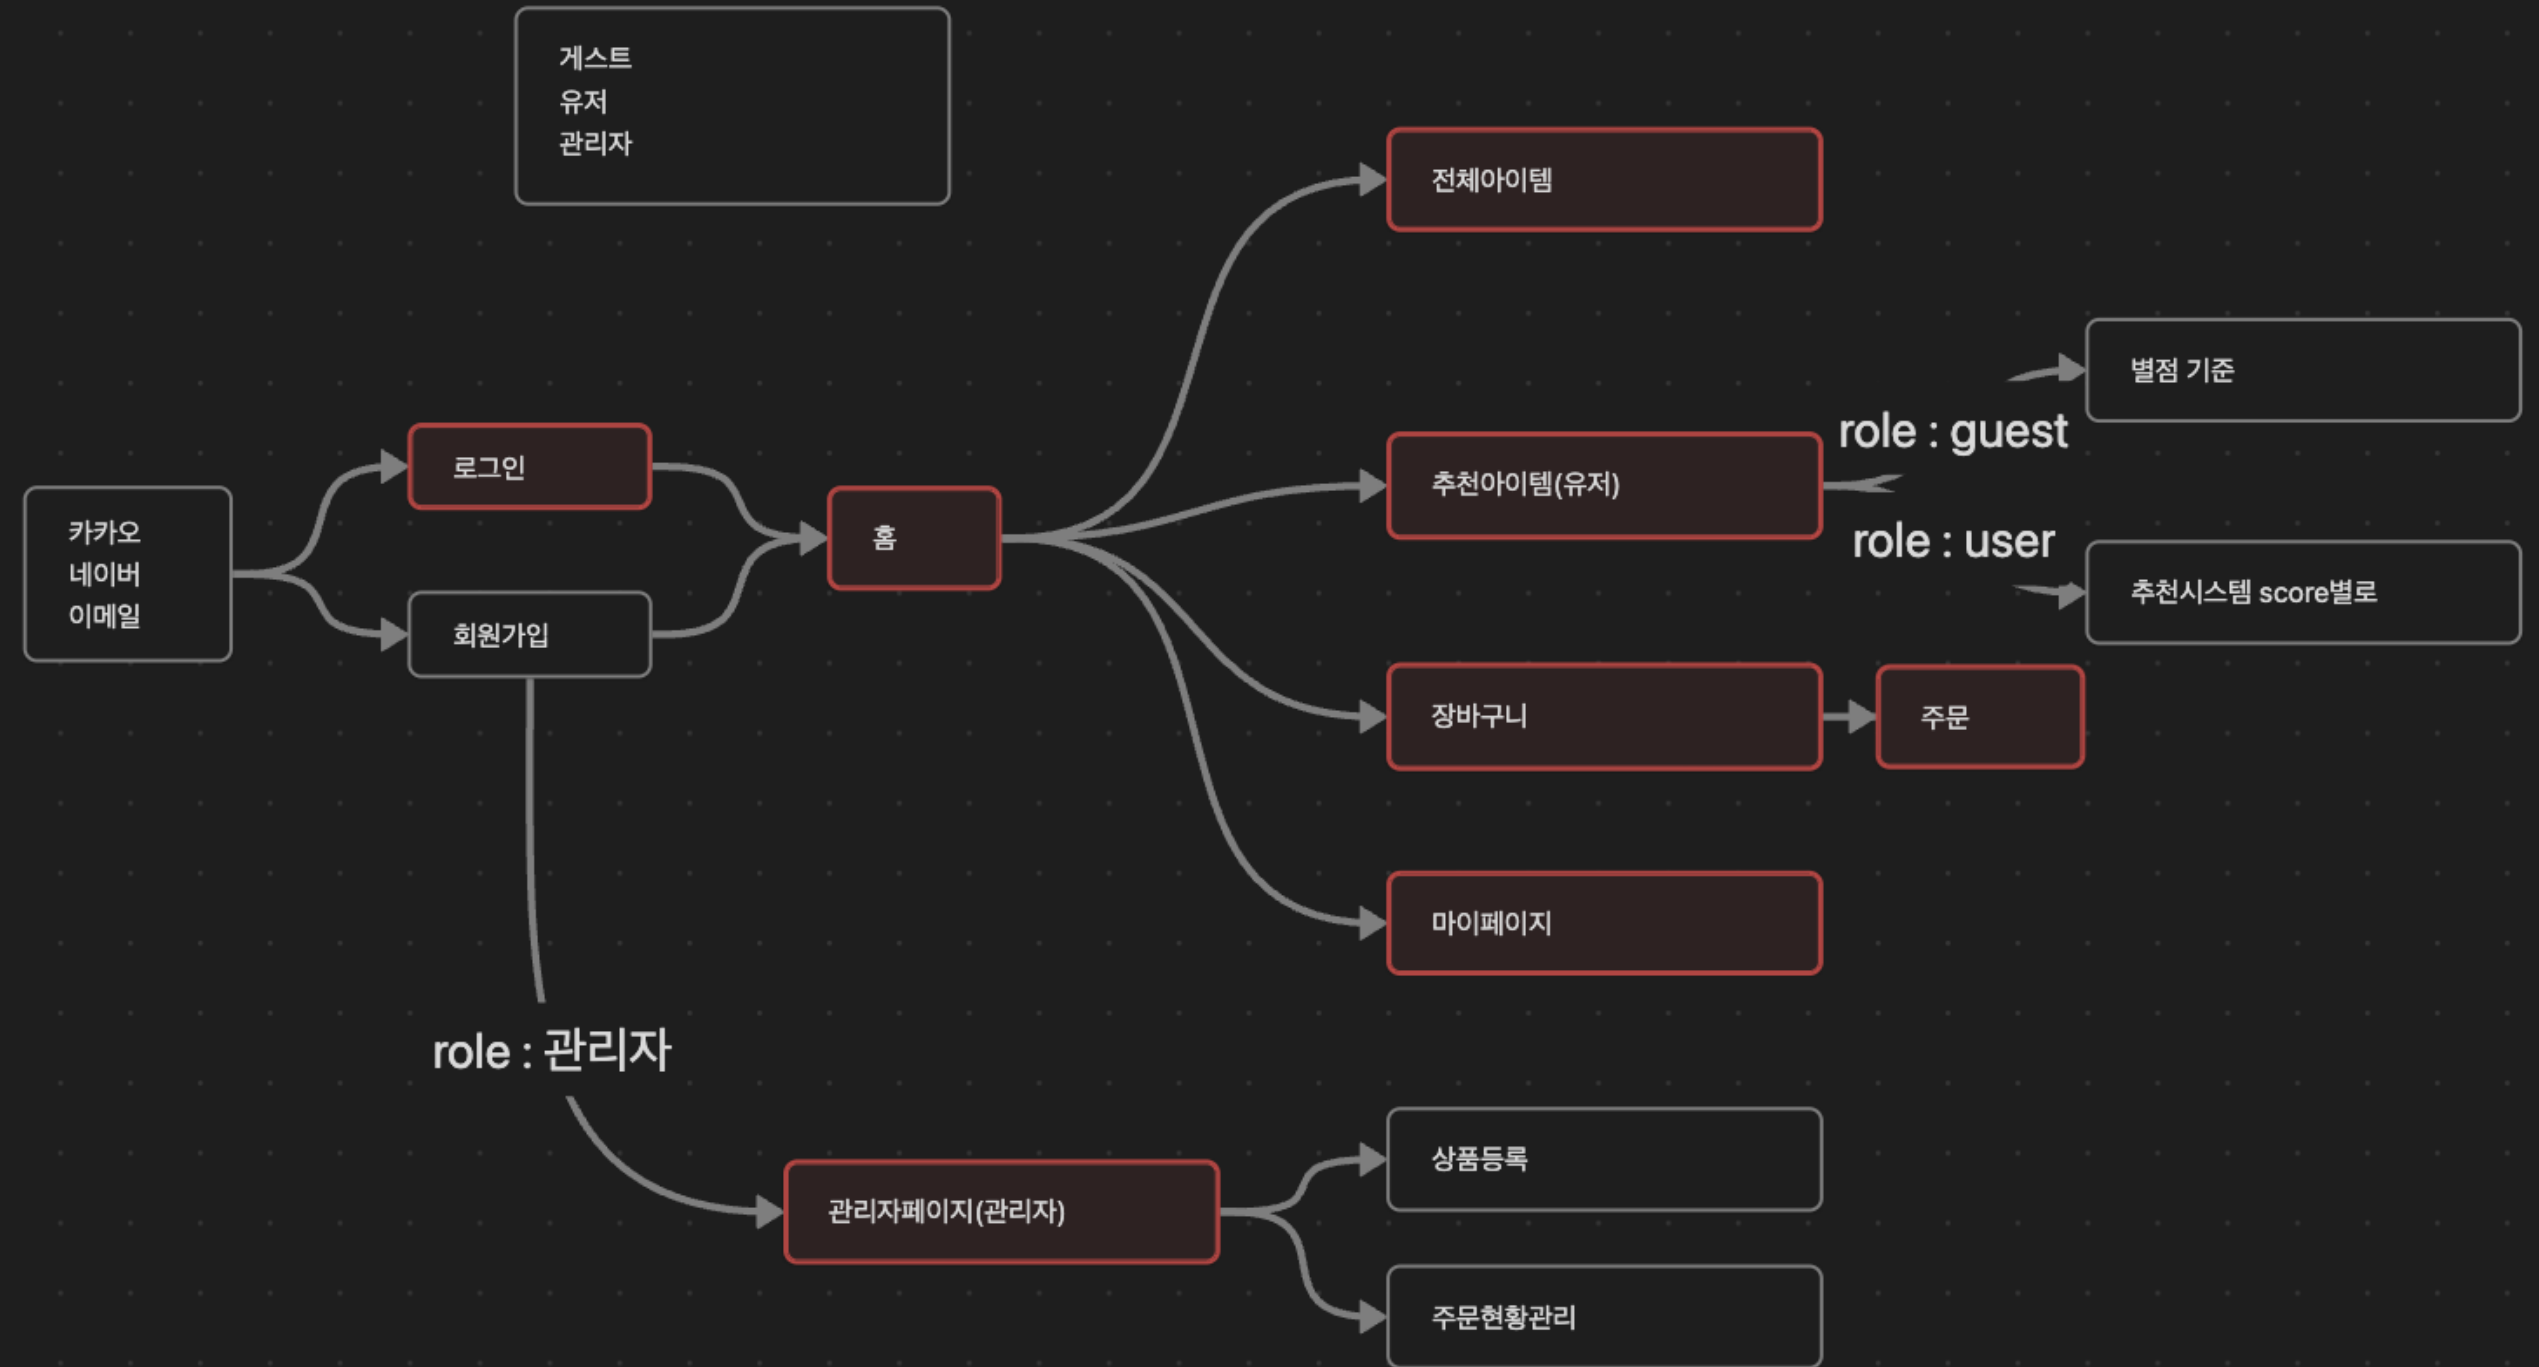 게스트
유저
관리자
전체아이템
별점 기준
role : guest
로그인
추천아이템(유저)
카카오
네이버
이메일
홈
role : user
추천시스템 score별로
회원가입
장바구니
주문
마이페이지
role : 관리자
상품등록
관리자페이지(관리자)
주문현황관리